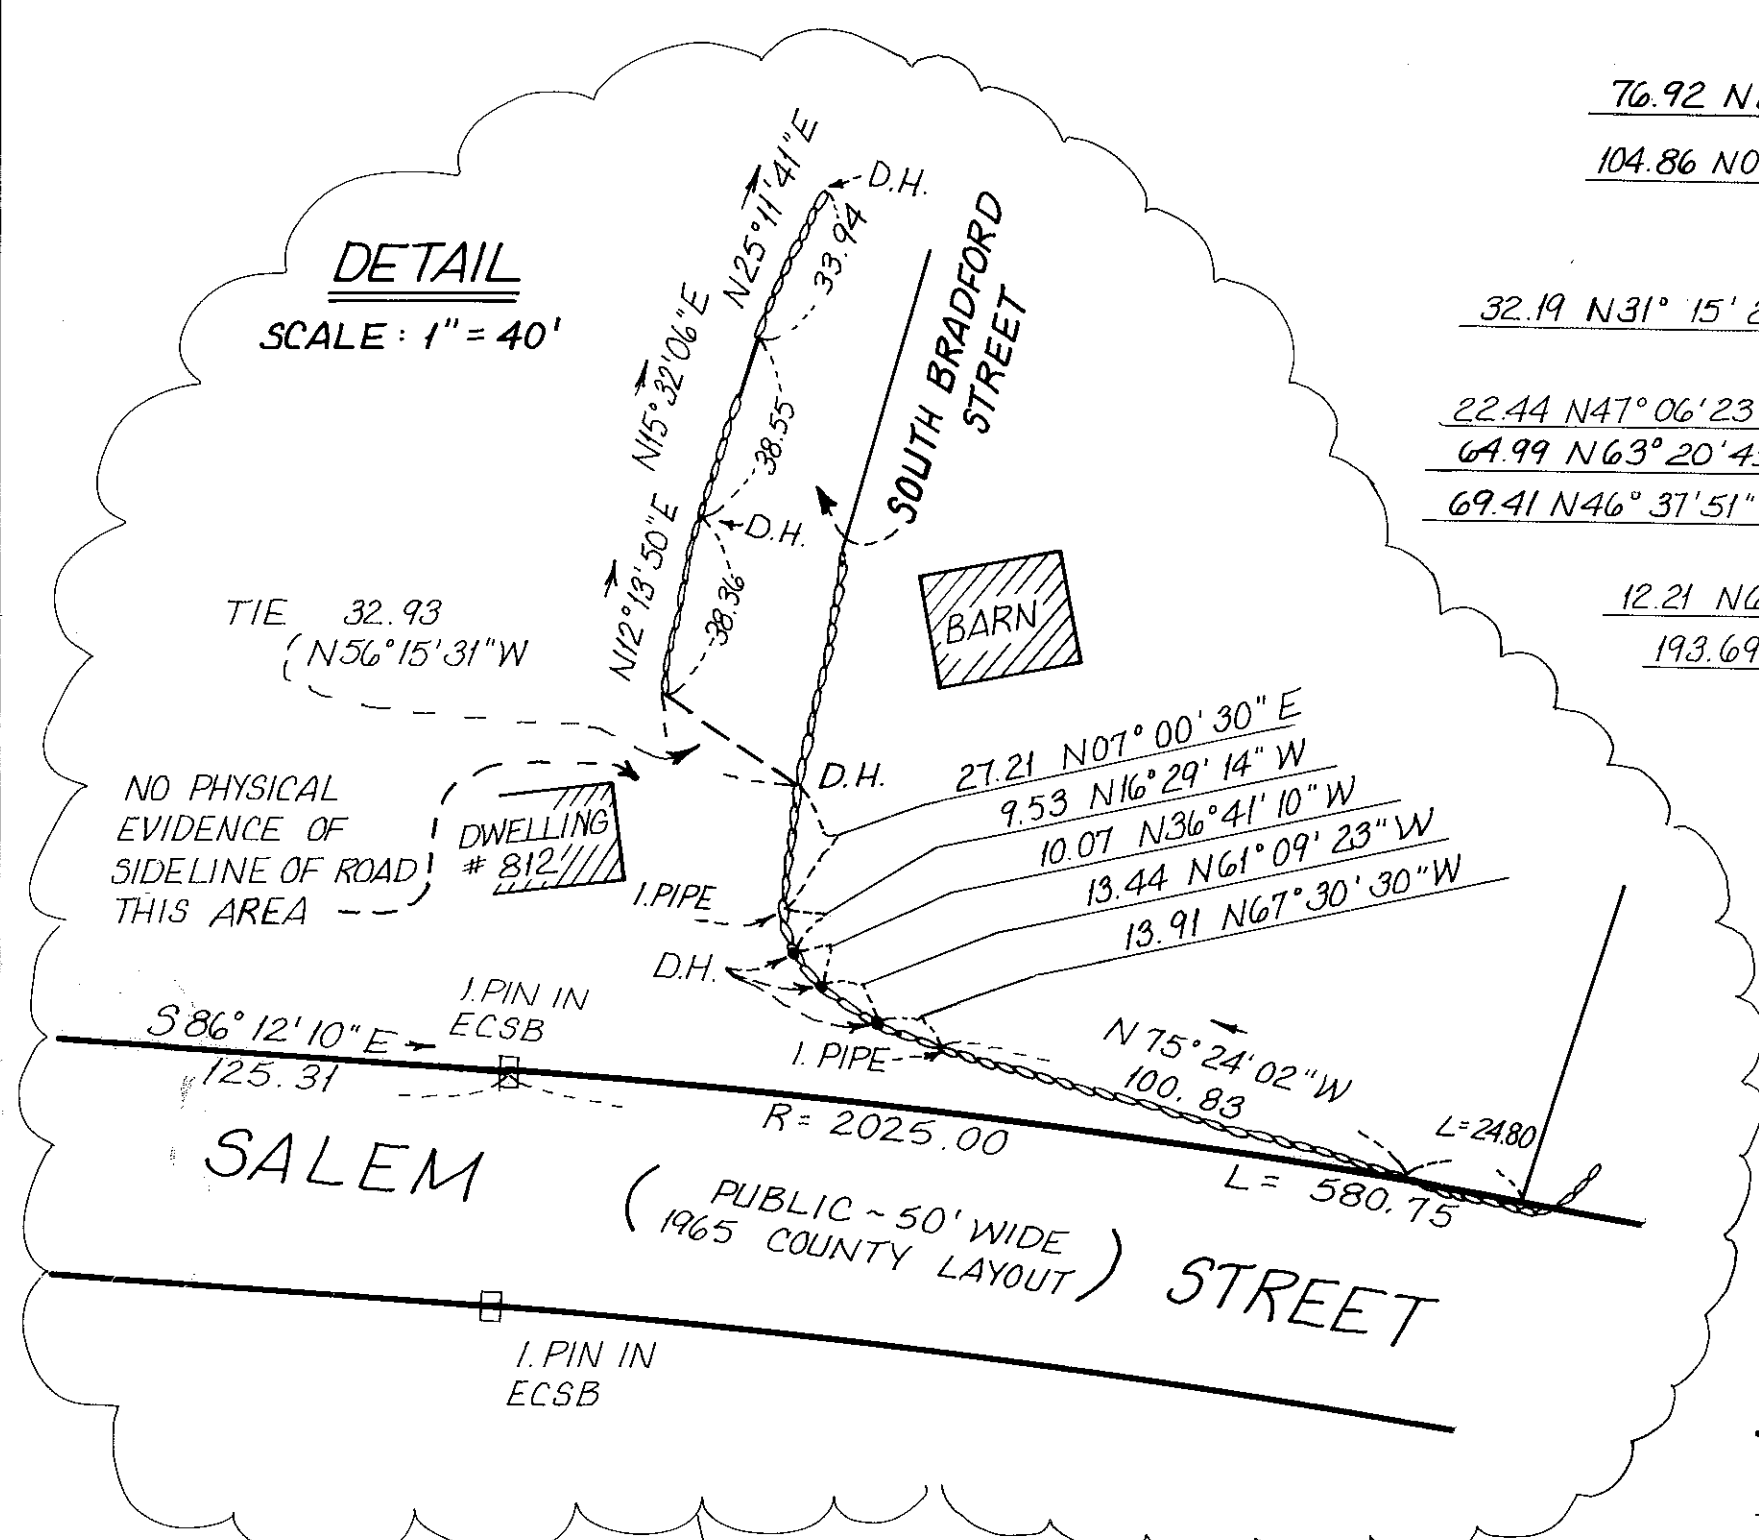 DETAIL
SCALE : 1" = 40'
N25°11'41"E
33.94
D.H.
N15°32'06"E
38.55
D.H.
N12°13'50"E
38.36
SOUTH BRADFORD
STREET
BARN
TIE 32.93
N56°15'31"W
NO PHYSICAL
EVIDENCE OF
SIDELINE OF ROAD
THIS AREA
DWELLING
# 812
D.H.
27.21 N07°00'30"E
9.53 N16°29'14"W
10.07 N36°41'10"W
13.44 N61°09'23"W
13.91 N67°30'30"W
I.PIPE
D.H.
I. PIPE
I.PIN IN
ECSB
S86°12'10"E
125.31
N75°24'02"W
100.83
L=24.80
R= 2025.00
L= 580.75
SALEM
(PUBLIC ~ 50' WIDE
1965 COUNTY LAYOUT)
STREET
I.PIN IN
ECSB
76.92 N
104.86 N0
32.19 N31° 15'
22.44 N47°06'23
64.99 N63°20'4
69.41 N46°37'51"
12.21 N6
193.69